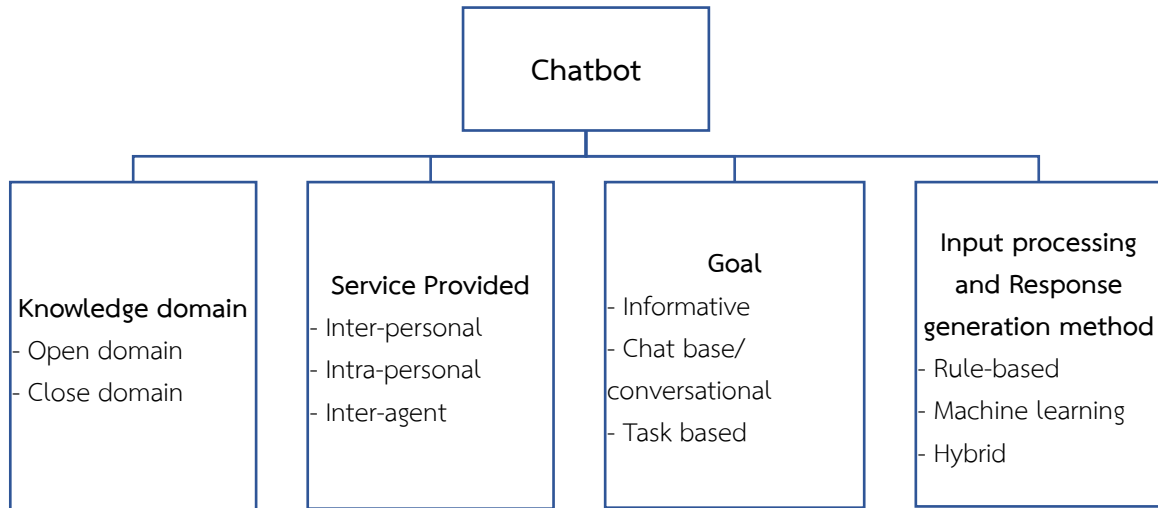 Chatbot
Knowledge domain
- Open domain
- Close domain
Service Provided
- Inter-personal
- Intra-personal
- Inter-agent
Goal
- Informative
- Chat base/
conversational
- Task based
Input processing
and Response
generation method
- Rule-based
- Machine learning
- Hybrid